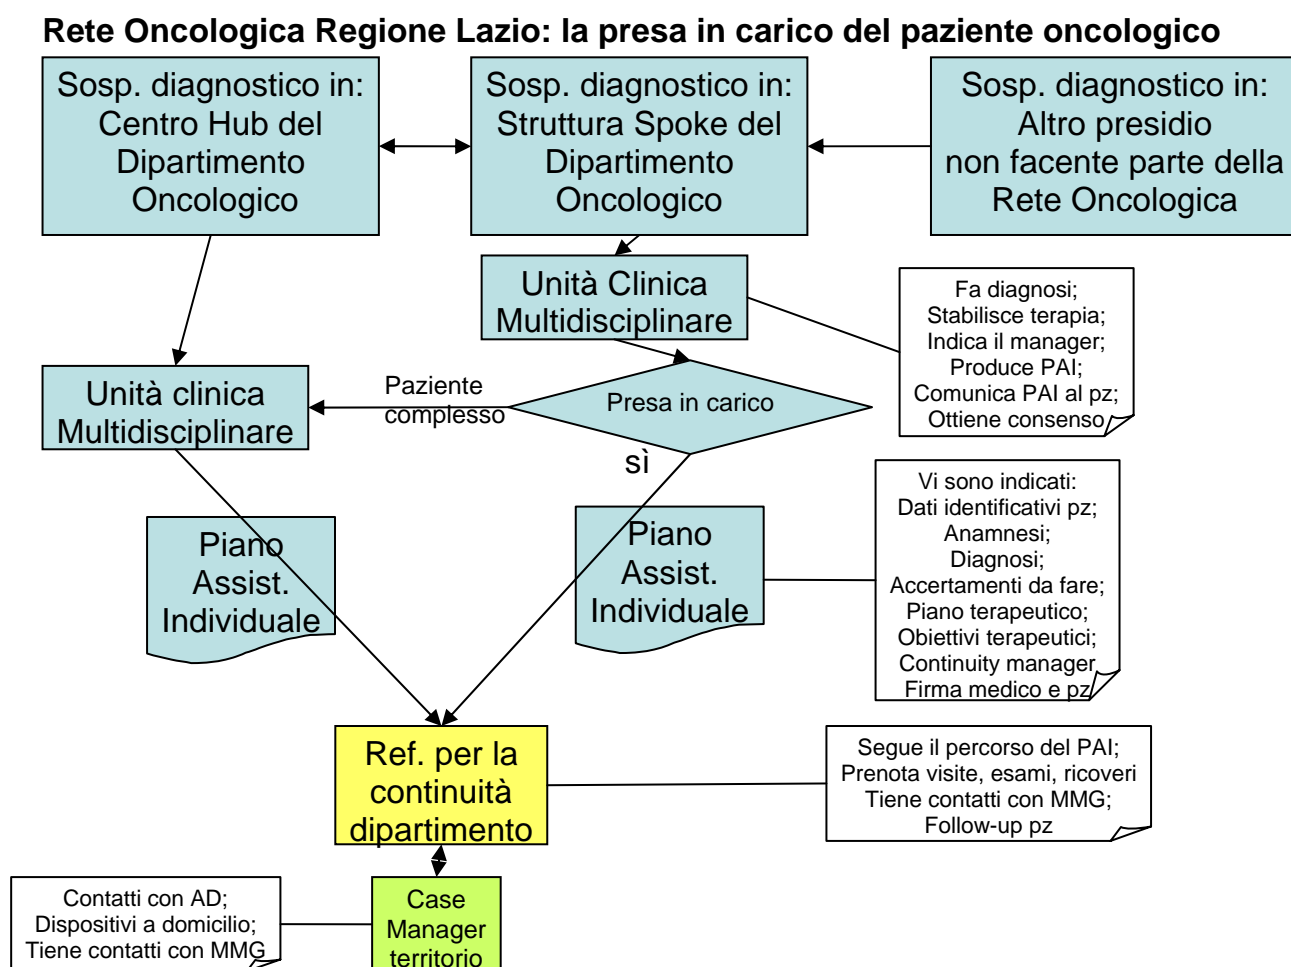 Rete Oncologica Regione Lazio: la presa in carico del paziente oncologico
Sosp. diagnostico in:
Centro Hub del
Dipartimento
Oncologico
Sosp. diagnostico in:
Struttura Spoke del
Dipartimento
Oncologico
Sosp. diagnostico in:
Altro presidio
non facente parte della
Rete Oncologica
Unità Clinica
Multidisciplinare
Fa diagnosi;
Stabilisce terapia;
Indica il manager;
Produce PAI;
Comunica PAI al pz;
Ottiene consenso
Unità clinica
Multidisciplinare
Paziente
complesso
Presa in carico
sì
Piano
Assist.
Individuale
Piano
Assist.
Individuale
Vi sono indicati:
Dati identificativi pz;
Anamnesi;
Diagnosi;
Accertamenti da fare;
Piano terapeutico;
Obiettivi terapeutici;
Continuity manager
Firma medico e pz
Ref. per la
continuità
dipartimento
Segue il percorso del PAI;
Prenota visite, esami, ricoveri
Tiene contatti con MMG;
Follow-up pz
Contatti con AD;
Dispositivi a domicilio;
Tiene contatti con MMG
Case
Manager
territorio